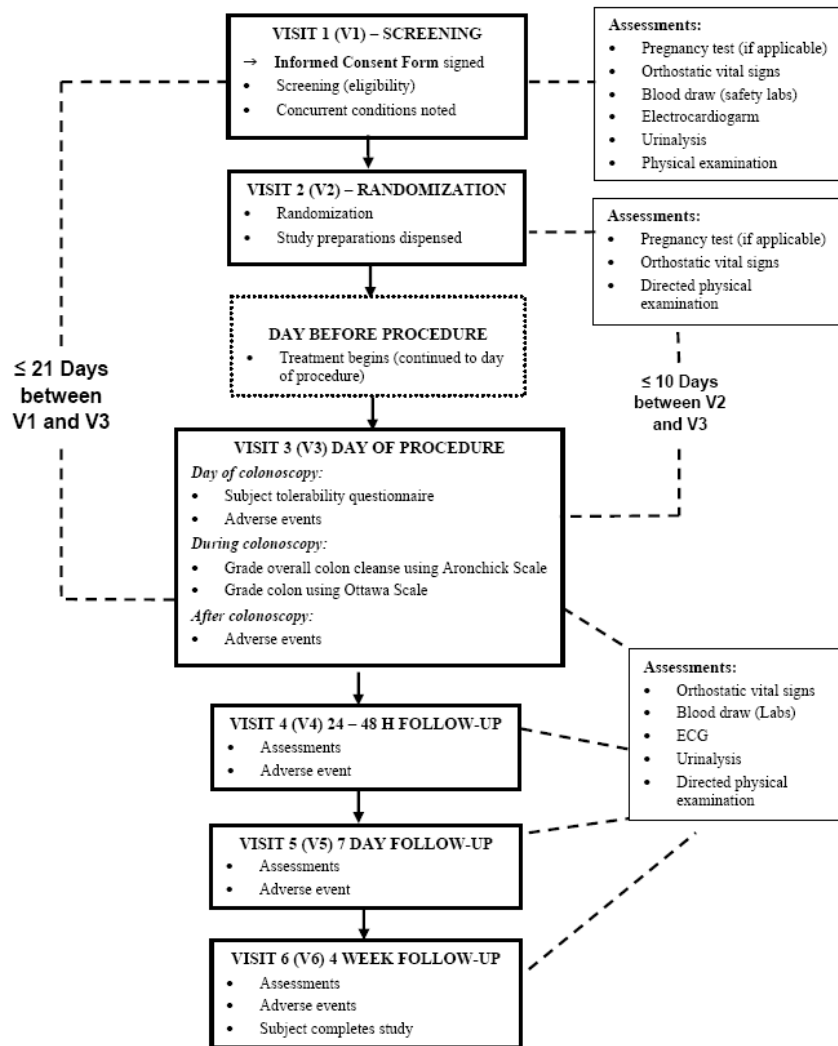 VISIT 1 (V1) – SCREENING
→ Informed Consent Form signed
• Screening (eligibility)
• Concurrent conditions noted
Assessments:
• Pregnancy test (if applicable)
• Orthostatic vital signs
• Blood draw (safety labs)
• Electrocardiogarm
• Urinalysis
• Physical examination
VISIT 2 (V2) – RANDOMIZATION
• Randomization
• Study preparations dispensed
Assessments:
• Pregnancy test (if applicable)
• Orthostatic vital signs
• Directed physical
examination
DAY BEFORE PROCEDURE
• Treatment begins (continued to day
of procedure)
≤ 21 Days
between
V1 and V3
≤ 10 Days
between V2
and V3
VISIT 3 (V3) DAY OF PROCEDURE
Day of colonoscopy:
• Subject tolerability questionnaire
• Adverse events
During colonoscopy:
• Grade overall colon cleanse using Aronchick Scale
• Grade colon using Ottawa Scale
After colonoscopy:
• Adverse events
Assessments:
• Orthostatic vital signs
• Blood draw (Labs)
• ECG
• Urinalysis
• Directed physical
examination
VISIT 4 (V4) 24 – 48 H FOLLOW-UP
• Assessments
• Adverse event
VISIT 5 (V5) 7 DAY FOLLOW-UP
• Assessments
• Adverse event
VISIT 6 (V6) 4 WEEK FOLLOW-UP
• Assessments
• Adverse events
• Subject completes study